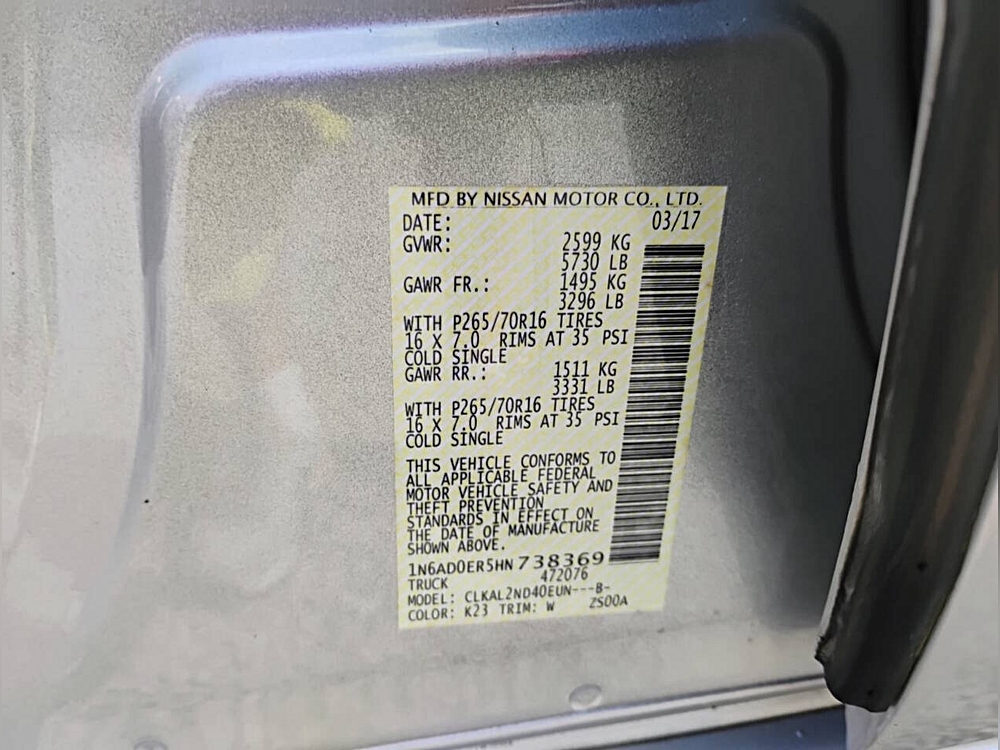 MFD BY NISSAN MOTOR CO., LTD.
DATE: 03/17
GVWR: 2599 KG
5730 LB
GAWR FR.: 1495 KG
3296 LB
WITH P265/70R16 TIRES
16 X 7.0 RIMS AT 35 PSI
COLD SINGLE
GAWR RR.: 1511 KG
3331 LB
WITH P265/70R16 TIRES
16 X 7.0 RIMS AT 35 PSI
COLD SINGLE
THIS VEHICLE CONFORMS TO
ALL APPLICABLE FEDERAL
MOTOR VEHICLE SAFETY AND
THEFT PREVENTION
STANDARDS IN EFFECT ON
THE DATE OF MANUFACTURE
SHOWN ABOVE.
1N6AD0ER5HN738369
TRUCK 472076
MODEL: CLKAL2ND40EUN---B-
COLOR: K23 TRIM: W ZS00A